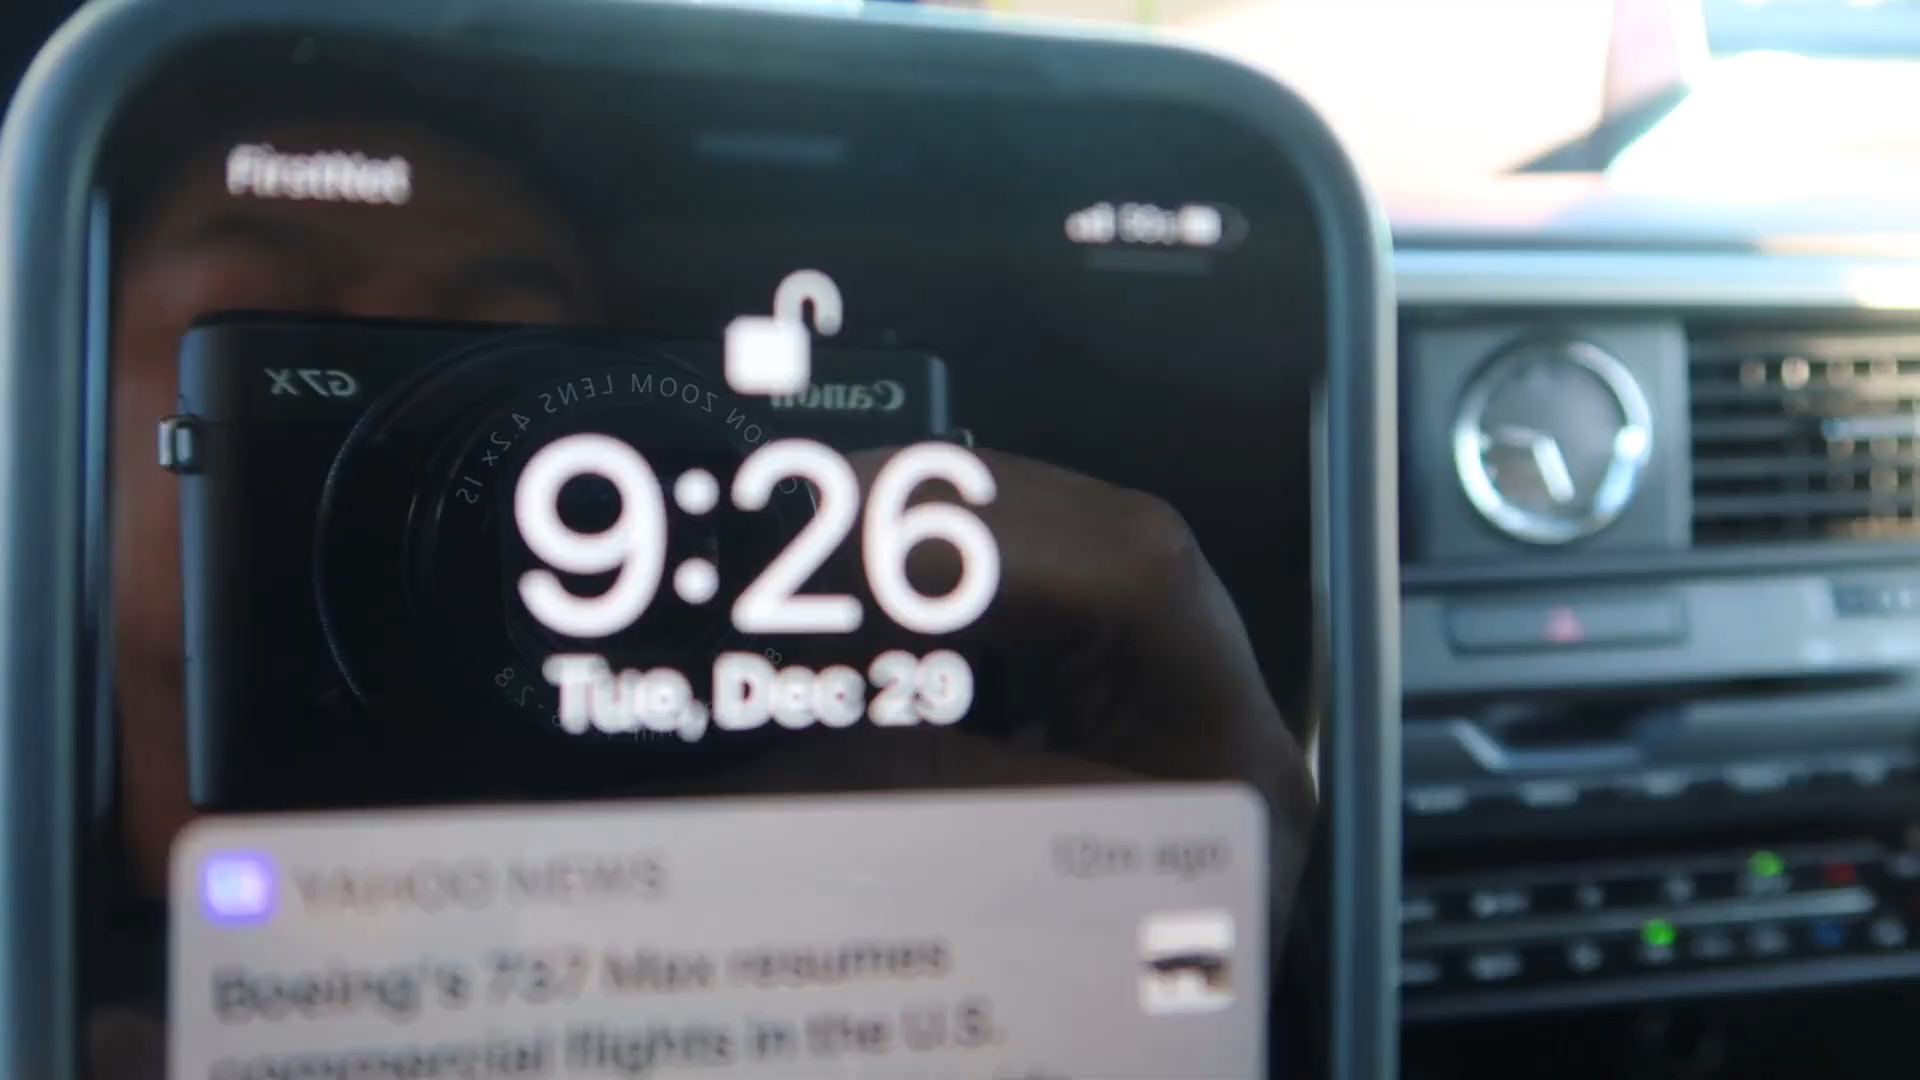 FirstNet
G7X
Canon
ZOOM LENS 4.2x IS
9:26
Tue, Dec 29
YAHOO NEWS
12m ago
Boeing's 737 Max resumes
commercial flights in the U.S.